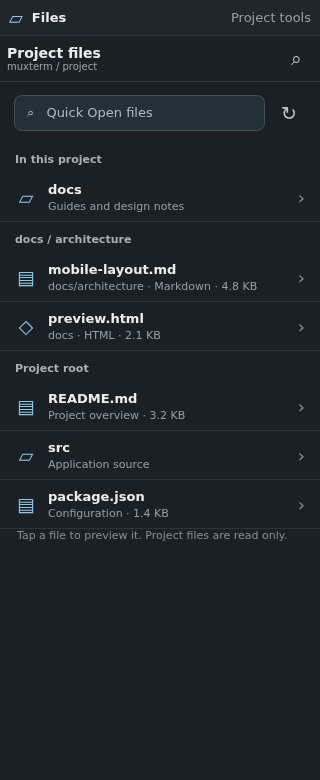 Files
Project tools
Project files
muxterm / project
Quick Open files
In this project
docs
Guides and design notes
docs / architecture
mobile-layout.md
docs/architecture · Markdown · 4.8 KB
preview.html
docs · HTML · 2.1 KB
Project root
README.md
Project overview · 3.2 KB
src
Application source
package.json
Configuration · 1.4 KB
Tap a file to preview it. Project files are read only.